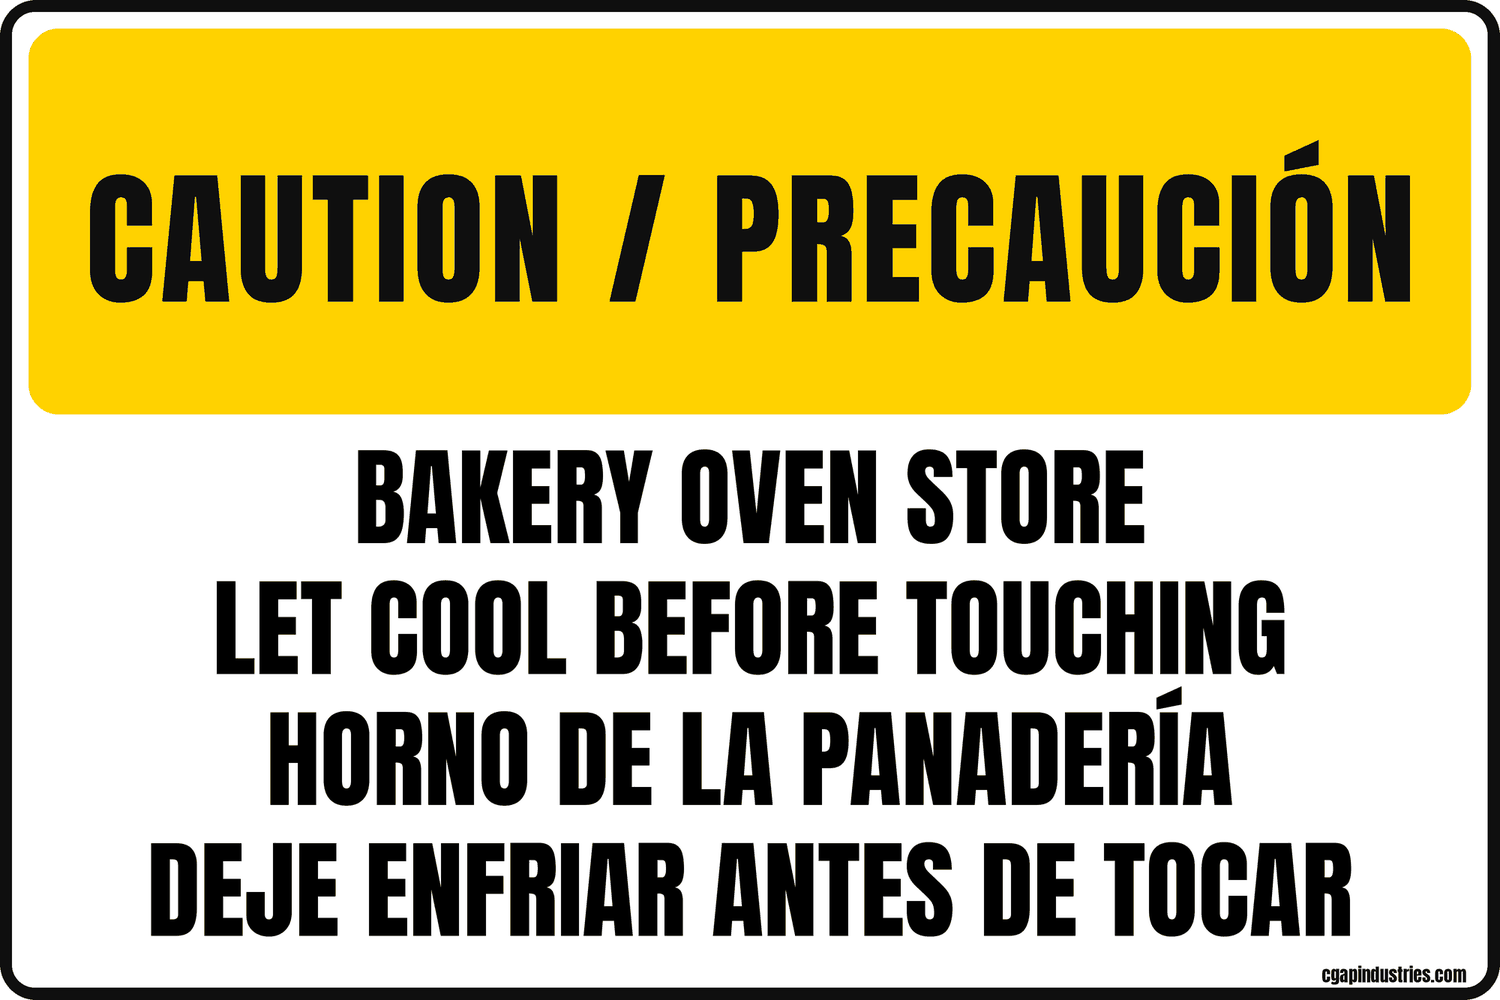 CAUTION / PRECAUCIÓN
BAKERY OVEN STORE
LET COOL BEFORE TOUCHING
HORNO DE LA PANADERÍA
DEJE ENFRIAR ANTES DE TOCAR
cgapindustries.com